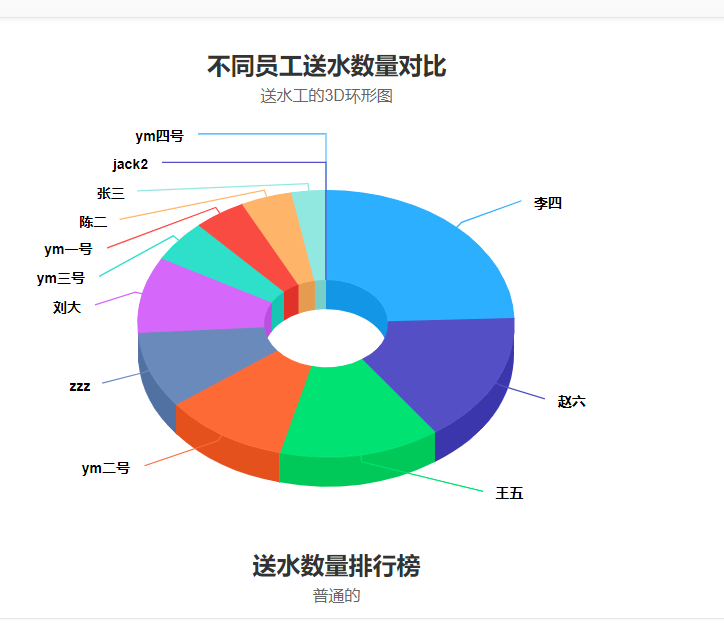 不同员工送水数量对比
送水工的3D环形图
ym四号
jack2
张三
陈二
ym一号
ym三号
刘大
zzz
ym二号
李四
赵六
王五
送水数量排行榜
普通的